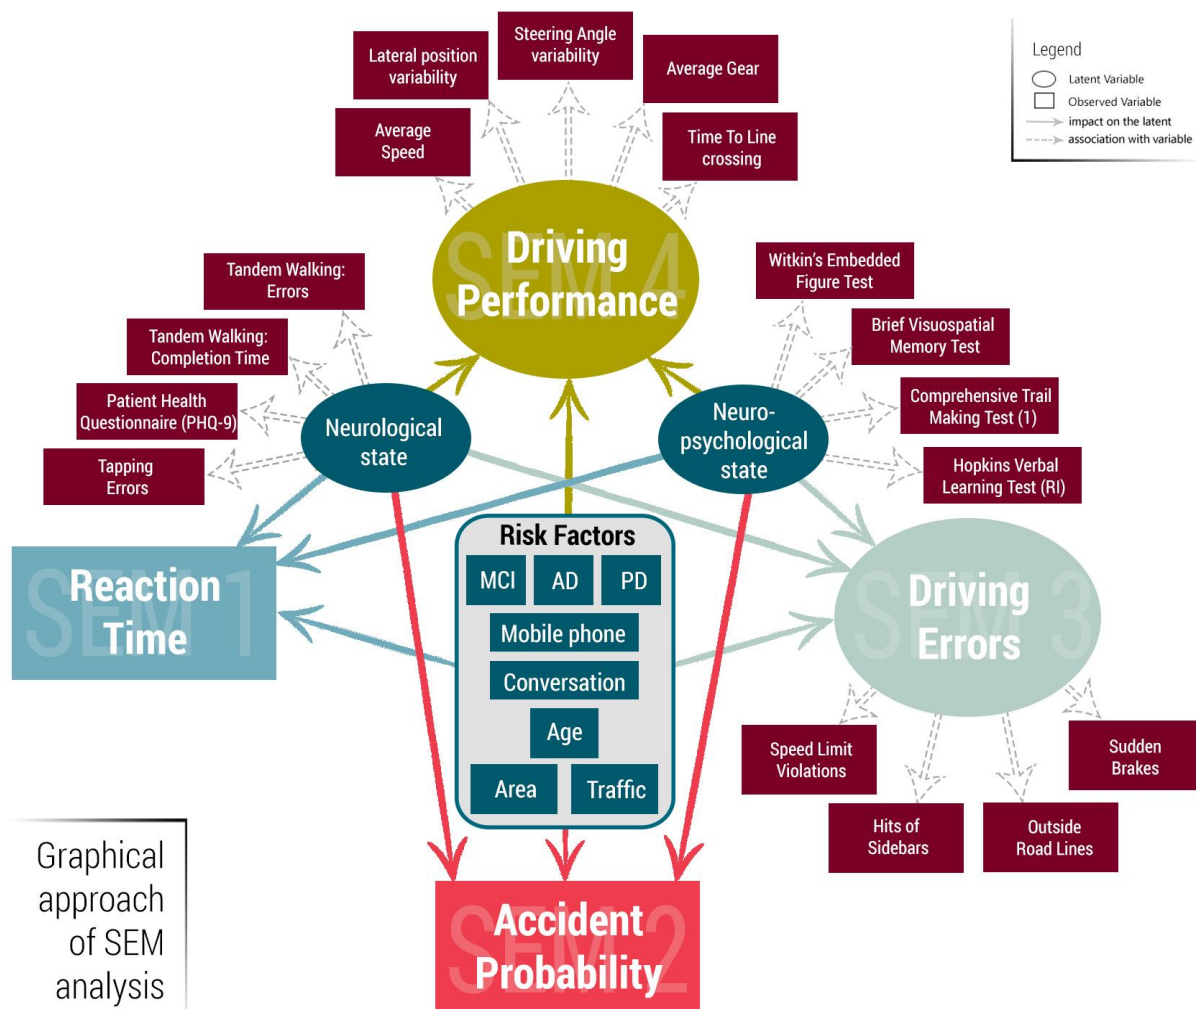 Steering Angle
variability
Lateral position
variability
Average Gear
Average
Speed
Time To Line
crossing
Legend
Latent Variable
Observed Variable
impact on the latent
association with variable
SEM 4
Driving
Performance
Tandem Walking:
Errors
Tandem Walking:
Completion Time
Patient Health
Questionnaire (PHQ-9)
Tapping
Errors
Witkin's Embedded
Figure Test
Brief Visuospatial
Memory Test
Comprehensive Trail
Making Test (1)
Hopkins Verbal
Learning Test (RI)
Neurological
state
Neuro-
psychological
state
SEM 1
Reaction
Time
Risk Factors
MCI AD PD
Mobile phone
Conversation
Age
Area Traffic
SEM 3
Driving
Errors
Speed Limit
Violations
Hits of
Sidebars
Outside
Road Lines
Sudden
Brakes
SEM 2
Accident
Probability
Graphical
approach
of SEM
analysis